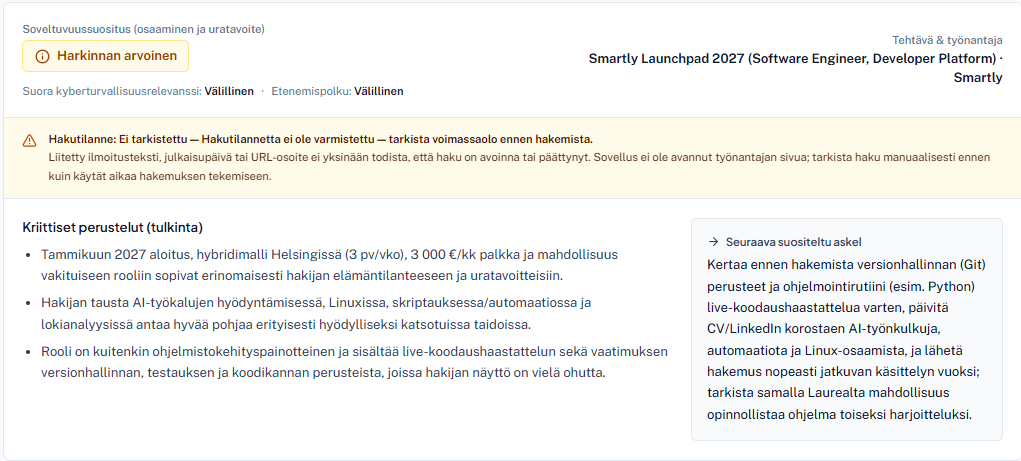 Soveltuvuussuositus (osaaminen ja uratavoite)
Harkinnan arvoinen
Suora kyberturvallisuusrelevanssi: Välillinen · Etenemispolku: Välillinen
Tehtävä & työnantaja
Smartly Launchpad 2027 (Software Engineer, Developer Platform) ·
Smartly
Hakutilanne: Ei tarkistettu — Hakutilannetta ei ole varmistettu — tarkista voimassaolo ennen hakemista.
Liitetty ilmoitusteksti, julkaisupäivä tai URL-osoite ei yksinään todista, että haku on avoinna tai päättynyt. Sovellus ei ole avannut työnantajan sivua; tarkista haku manuaalisesti ennen
kuin käytät aikaa hakemuksen tekemiseen.
Kriittiset perustelut (tulkinta)
• Tammikuun 2027 aloitus, hybridimalli Helsingissä (3 pv/vko), 3 000 €/kk palkka ja mahdollisuus
vakituiseen rooliin sopivat erinomaisesti hakijan elämäntilanteeseen ja uratavoitteisiin.
• Hakijan tausta AI-työkalujen hyödyntämisessä, Linuxissa, skriptauksessa/automaatiossa ja
lokianalyysissä antaa hyvää pohjaa erityisesti hyödylliseksi katsotuissa taidoissa.
• Rooli on kuitenkin ohjelmistokehityspainotteinen ja sisältää live-koodaushaastattelun sekä vaatimuksen
versionhallinnan, testauksen ja koodikannan perusteista, joissa hakijan näyttö on vielä ohutta.
→ Seuraava suositeltu askel
Kertaa ennen hakemista versionhallinnan (Git)
perusteet ja ohjelmointirutiini (esim. Python)
live-koodaushaastattelua varten, päivitä
CV/LinkedIn korostaen AI-työnkulkuja,
automaatiota ja Linux-osaamista, ja lähetä
hakemus nopeasti jatkuvan käsittelyn vuoksi;
tarkista samalla Laurealta mahdollisuus
opinnollistaa ohjelma toiseksi harjoitteluksi.